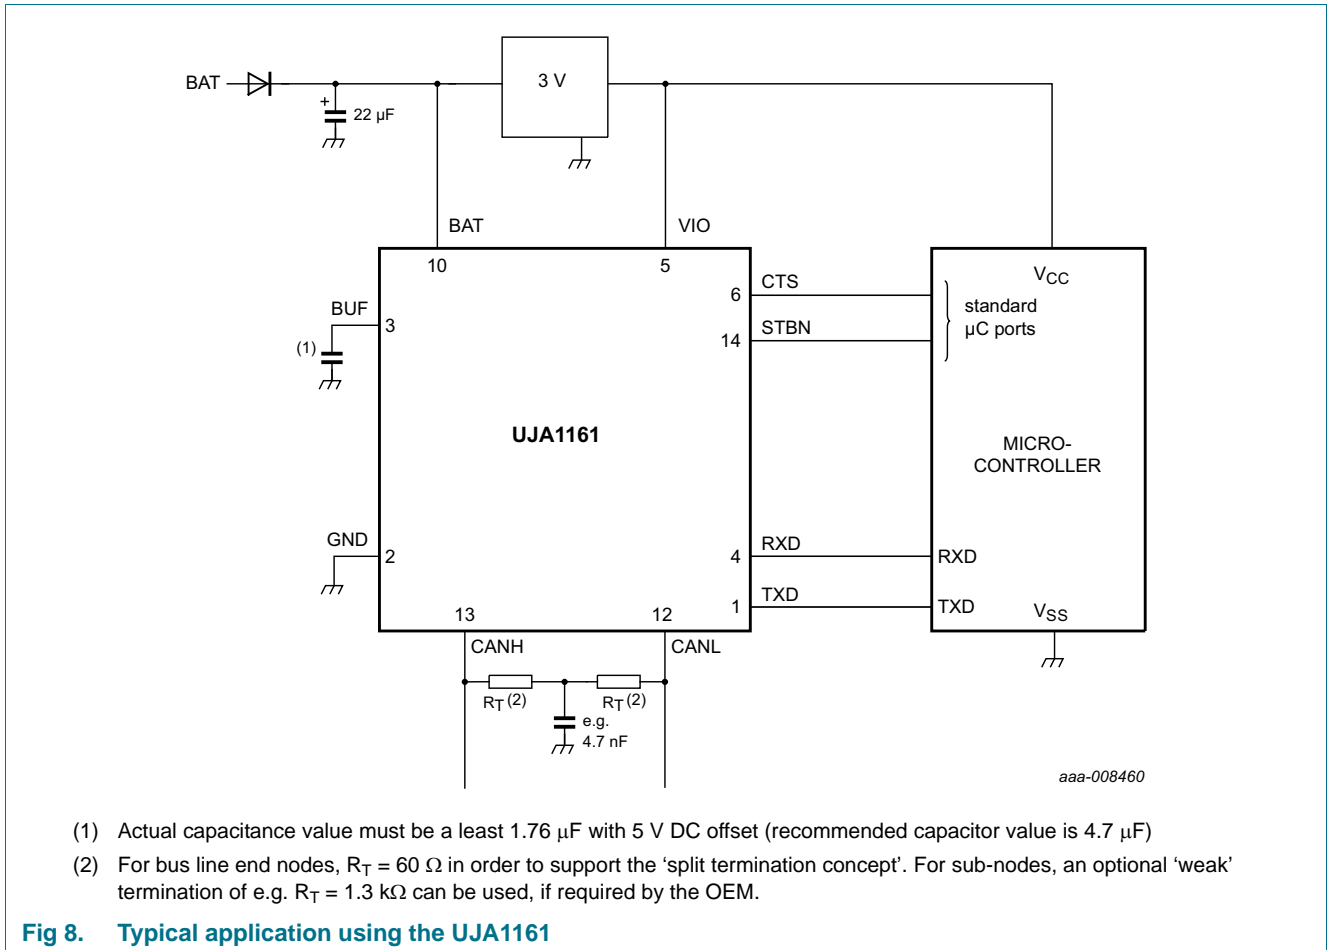 BAT
3 V
+
22 µF
BAT
VIO
10
5
VCC
BUF
3
(1)
6
CTS
standard
µC ports
14
STBN
UJA1161
MICRO-
CONTROLLER
GND
2
4
RXD
RXD
1
TXD
TXD
13
12
VSS
CANH
CANL
RT(2)
RT(2)
e.g.
4.7 nF
aaa-008460
(1) Actual capacitance value must be a least 1.76 μF with 5 V DC offset (recommended capacitor value is 4.7 μF)
(2) For bus line end nodes, RT = 60 Ω in order to support the ‘split termination concept’. For sub-nodes, an optional ‘weak’
termination of e.g. RT = 1.3 kΩ can be used, if required by the OEM.
Fig 8. Typical application using the UJA1161